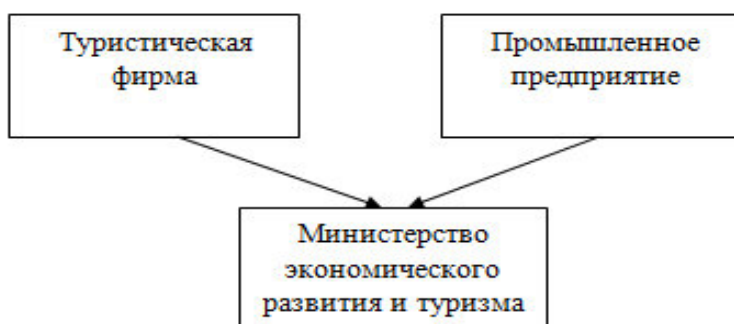 Туристическая
фирма
Промышленное
предприятие
Министерство
экономического
развития и туризма